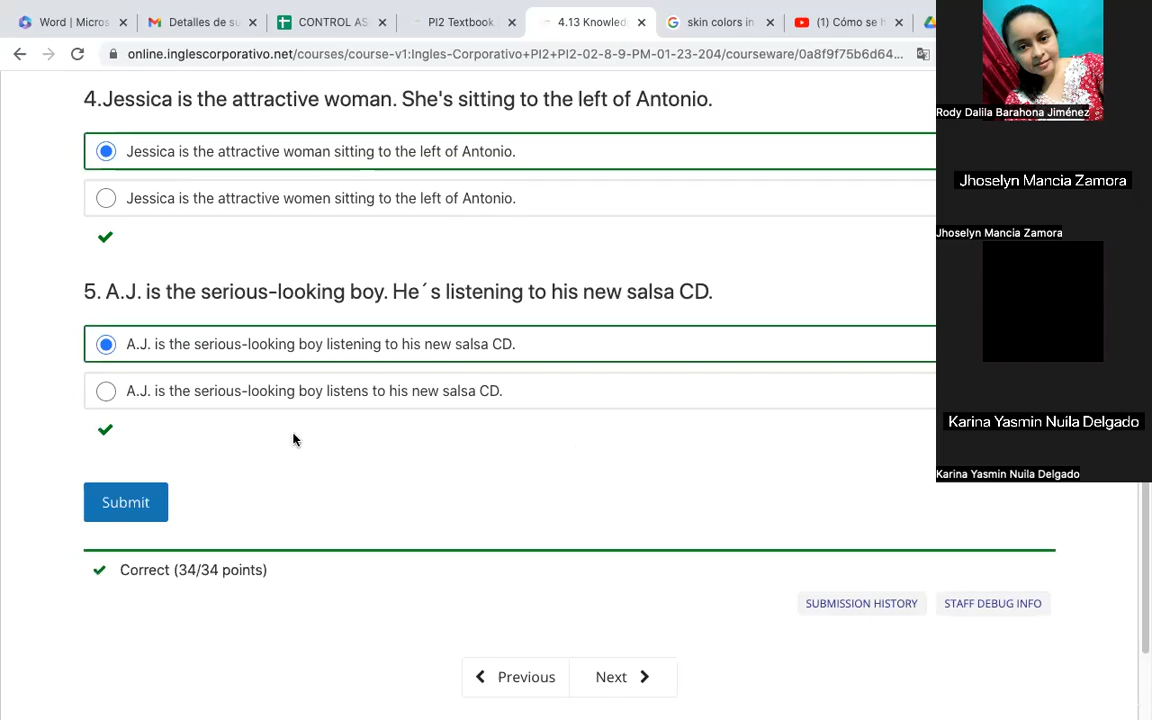 Word | Micros
Detalles de su
CONTROL AS
PI2 Textbook
4.13 Knowled
skin colors in
(1) Cómo se h
online.inglescorporativo.net/courses/course-v1:Ingles-Corporativo+PI2+PI2-02-8-9-PM-01-23-204/courseware/0a8f9f75b6d64...
4.Jessica is the attractive woman. She's sitting to the left of Antonio.
Jessica is the attractive woman sitting to the left of Antonio.
Jessica is the attractive women sitting to the left of Antonio.
5. A.J. is the serious-looking boy. He´s listening to his new salsa CD.
A.J. is the serious-looking boy listening to his new salsa CD.
A.J. is the serious-looking boy listens to his new salsa CD.
Submit
Correct (34/34 points)
SUBMISSION HISTORY
STAFF DEBUG INFO
Previous
Next
Rody Dalila Barahona Jiménez
Jhoselyn Mancia Zamora
Jhoselyn Mancia Zamora
Karina Yasmin Nuila Delgado
Karina Yasmin Nuila Delgado